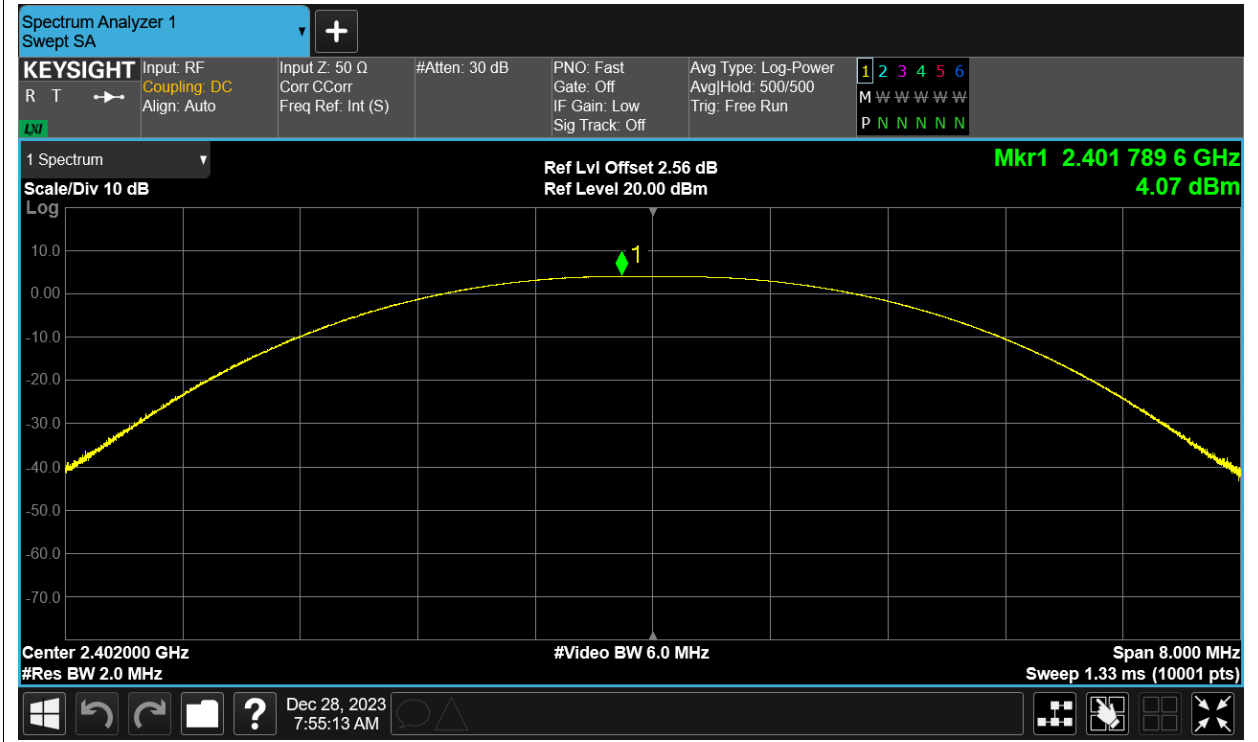 Spectrum Analyzer 1
Swept SA
KEYSIGHT
R T
LXI
Input: RF
Coupling: DC
Align: Auto
Input Z: 50 Ω
Corr CCorr
Freq Ref: Int (S)
#Atten: 30 dB
PNO: Fast
Gate: Off
IF Gain: Low
Sig Track: Off
Avg Type: Log-Power
Avg|Hold: 500/500
Trig: Free Run
1 2 3 4 5 6
M W W W W W
P N N N N N
1 Spectrum
Scale/Div 10 dB
Log
Ref Lvl Offset 2.56 dB
Ref Level 20.00 dBm
Mkr1 2.401 789 6 GHz
4.07 dBm
1
10.0
0.00
-10.0
-20.0
-30.0
-40.0
-50.0
-60.0
-70.0
Center 2.402000 GHz
#Res BW 2.0 MHz
#Video BW 6.0 MHz
Span 8.000 MHz
Sweep 1.33 ms (10001 pts)
?
Dec 28, 2023
7:55:13 AM